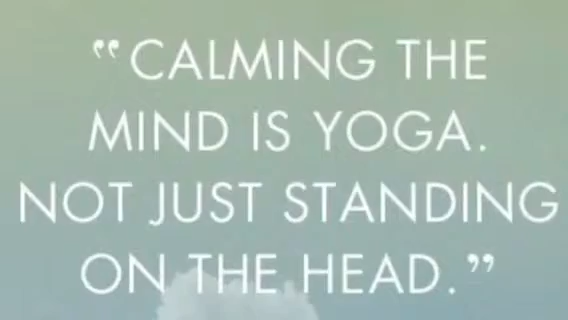 “CALMING THE
MIND IS YOGA.
NOT JUST STANDING
ON THE HEAD.”